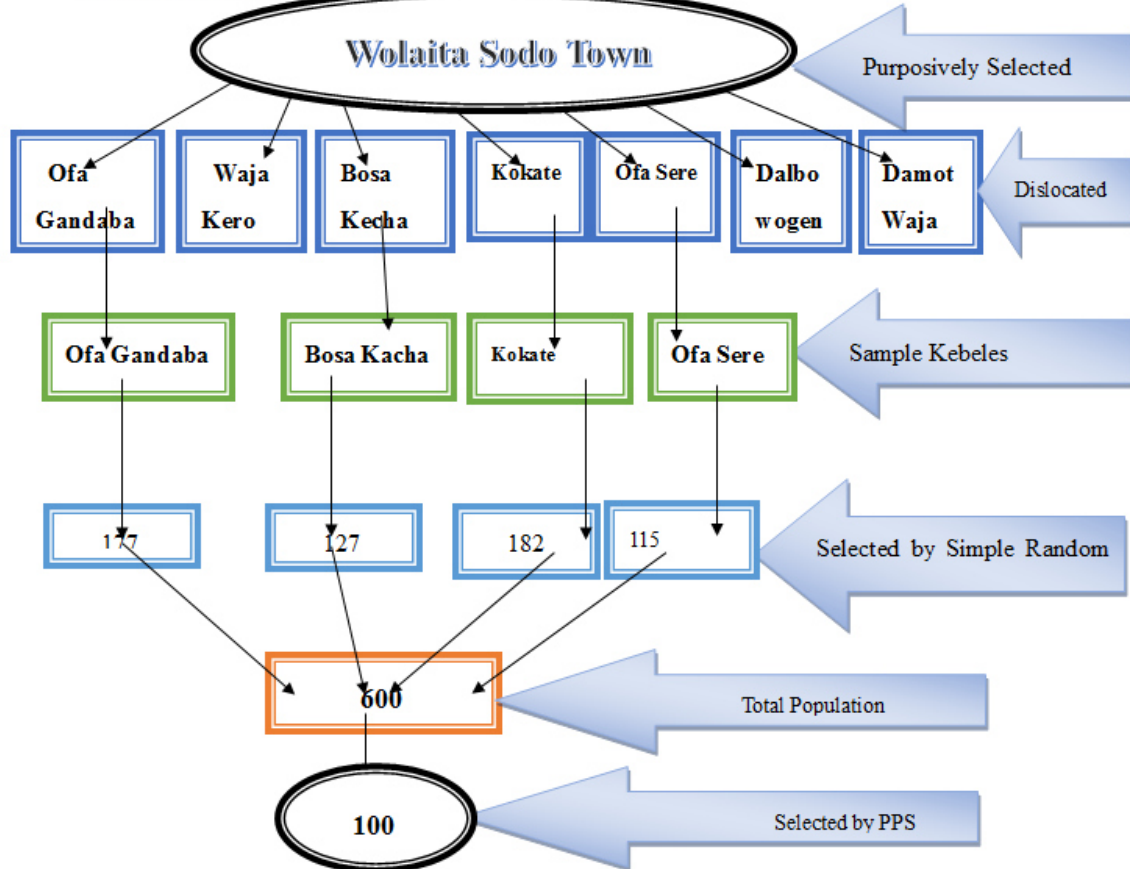 Wolaita Sodo Town
Purposively Selected
Ofa
Gandaba
Waja
Kero
Bosa
Kecha
Kokate
Ofa Sere
Dalbo
wogen
Damot
Waja
Dislocated
Ofa Gandaba
Bosa Kacha
Kokate
Ofa Sere
Sample Kebeles
177
127
182
115
Selected by Simple Random
600
Total Population
100
Selected by PPS